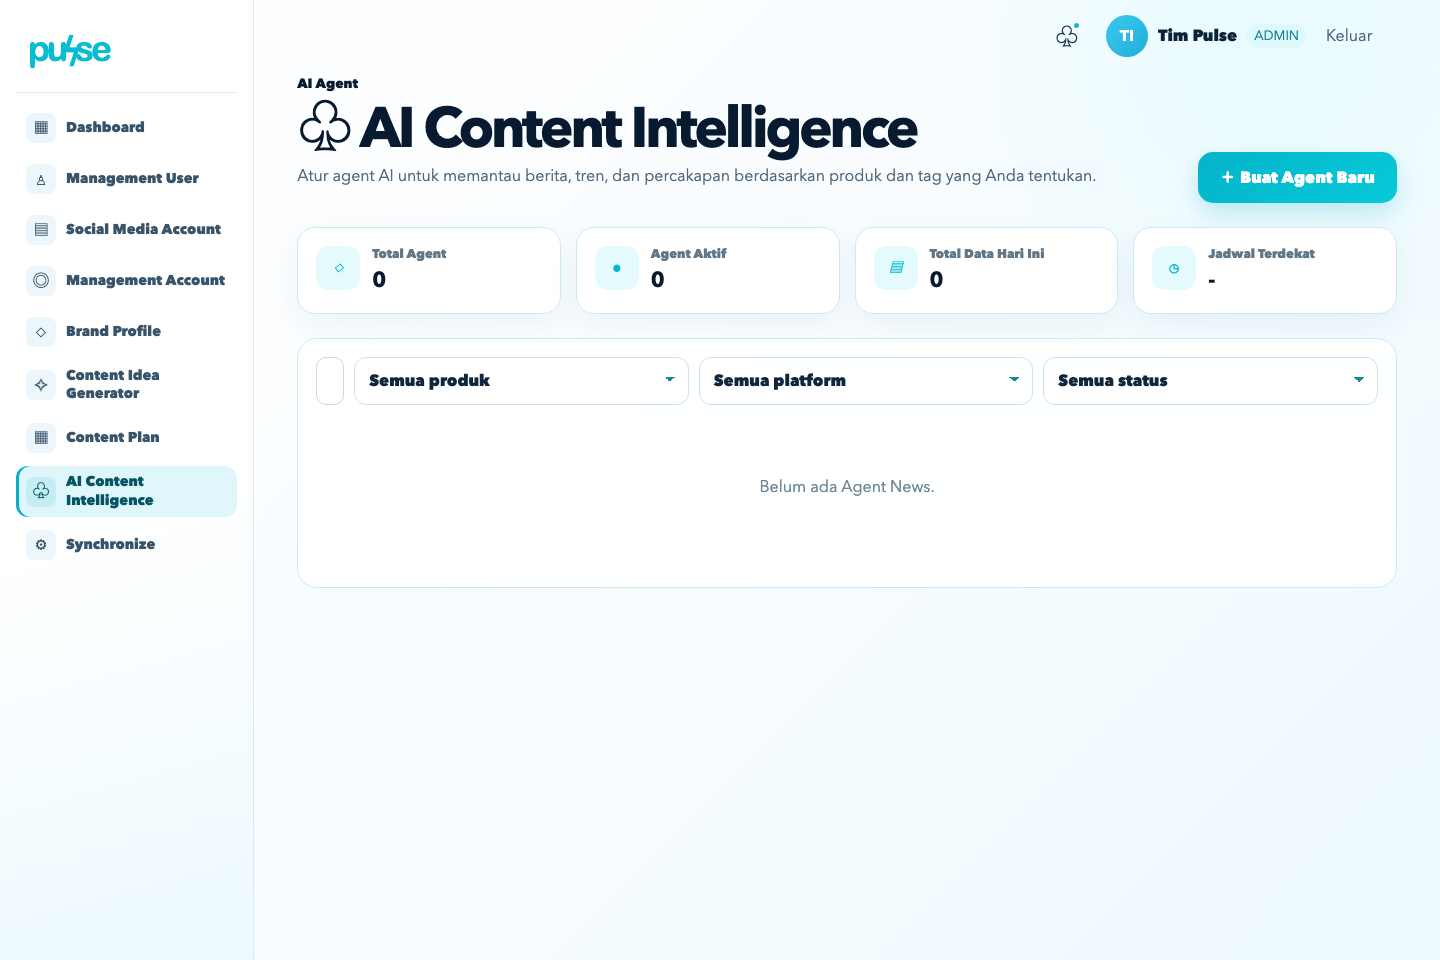 pulse
Dashboard
Management User
Social Media Account
Management Account
Brand Profile
Content Idea
Generator
Content Plan
AI Content
Intelligence
Synchronize
TI
Tim Pulse
ADMIN
Keluar
AI Agent
AI Content Intelligence
Atur agent AI untuk memantau berita, tren, dan percakapan berdasarkan produk dan tag yang Anda tentukan.
+ Buat Agent Baru
Total Agent
0
Agent Aktif
0
Total Data Hari Ini
0
Jadwal Terdekat
-
Semua produk
Semua platform
Semua status
Belum ada Agent News.